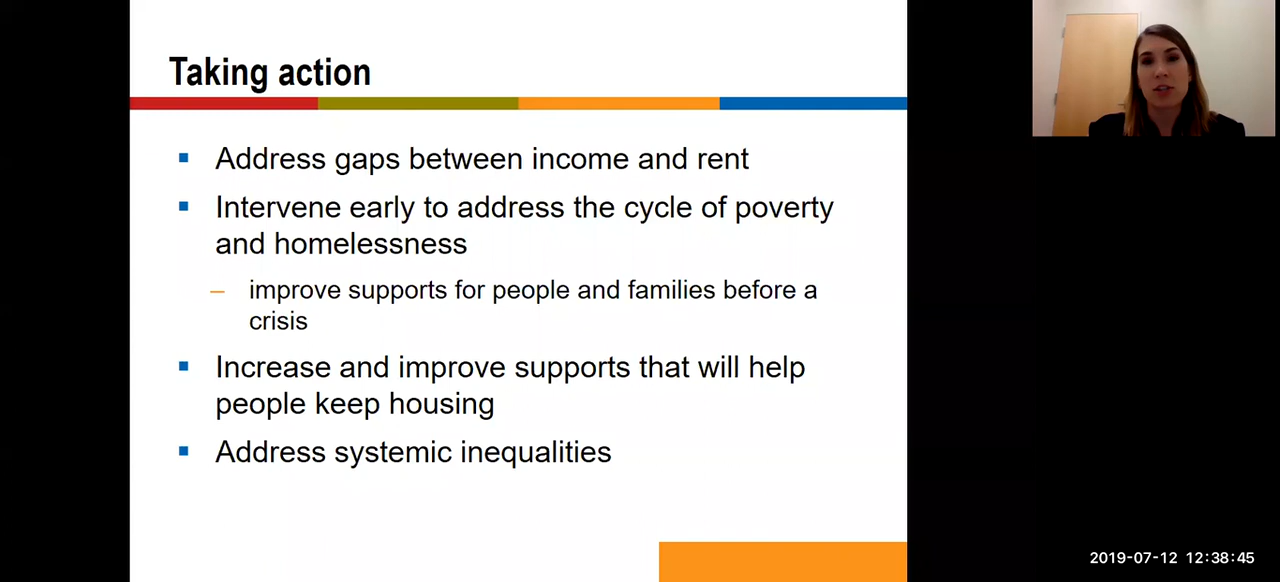 Taking action
Address gaps between income and rent
Intervene early to address the cycle of poverty
and homelessness
– improve supports for people and families before a
crisis
Increase and improve supports that will help
people keep housing
Address systemic inequalities
2019-07-12 12:38:45